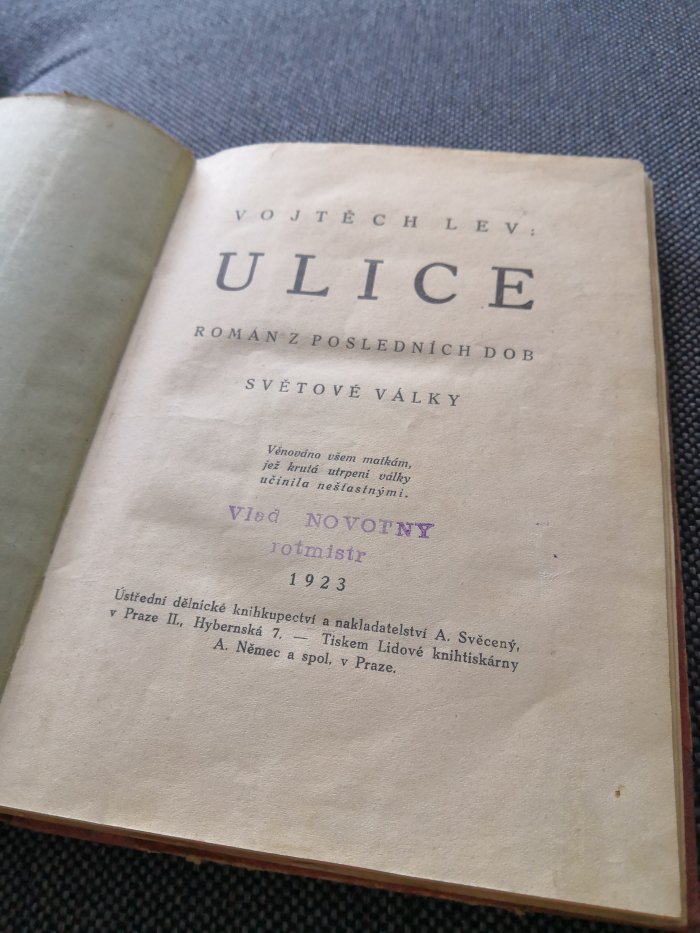 VOJTĚCH LEV:
ULICE
ROMÁN Z POSLEDNÍCH DOB
SVĚTOVÉ VÁLKY
Věnováno všem matkám,
jež krutá utrpení války
učinila nešťastnými.
Vlad NOVOTNY
rotmistr
1923
Ústřední dělnické knihkupectví a nakladatelství A. Svěcený,
v Praze II., Hybernská 7. — Tiskem Lidové knihtiskárny
A. Němec a spol, v Praze.